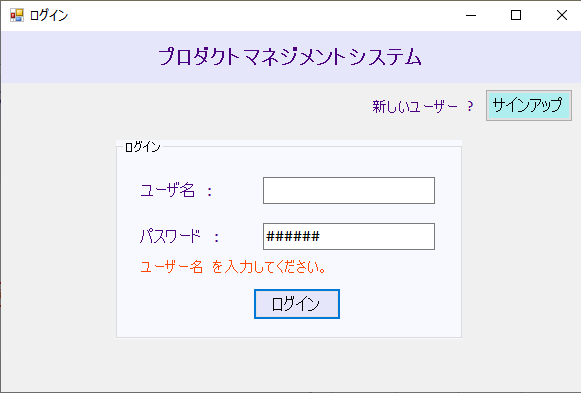 ログイン
プロダクトマネジメントシステム
新しいユーザー ?
サインアップ
ログイン
ユーザ名 :
パスワード :
######
ユーザー名 を入力してください。
ログイン